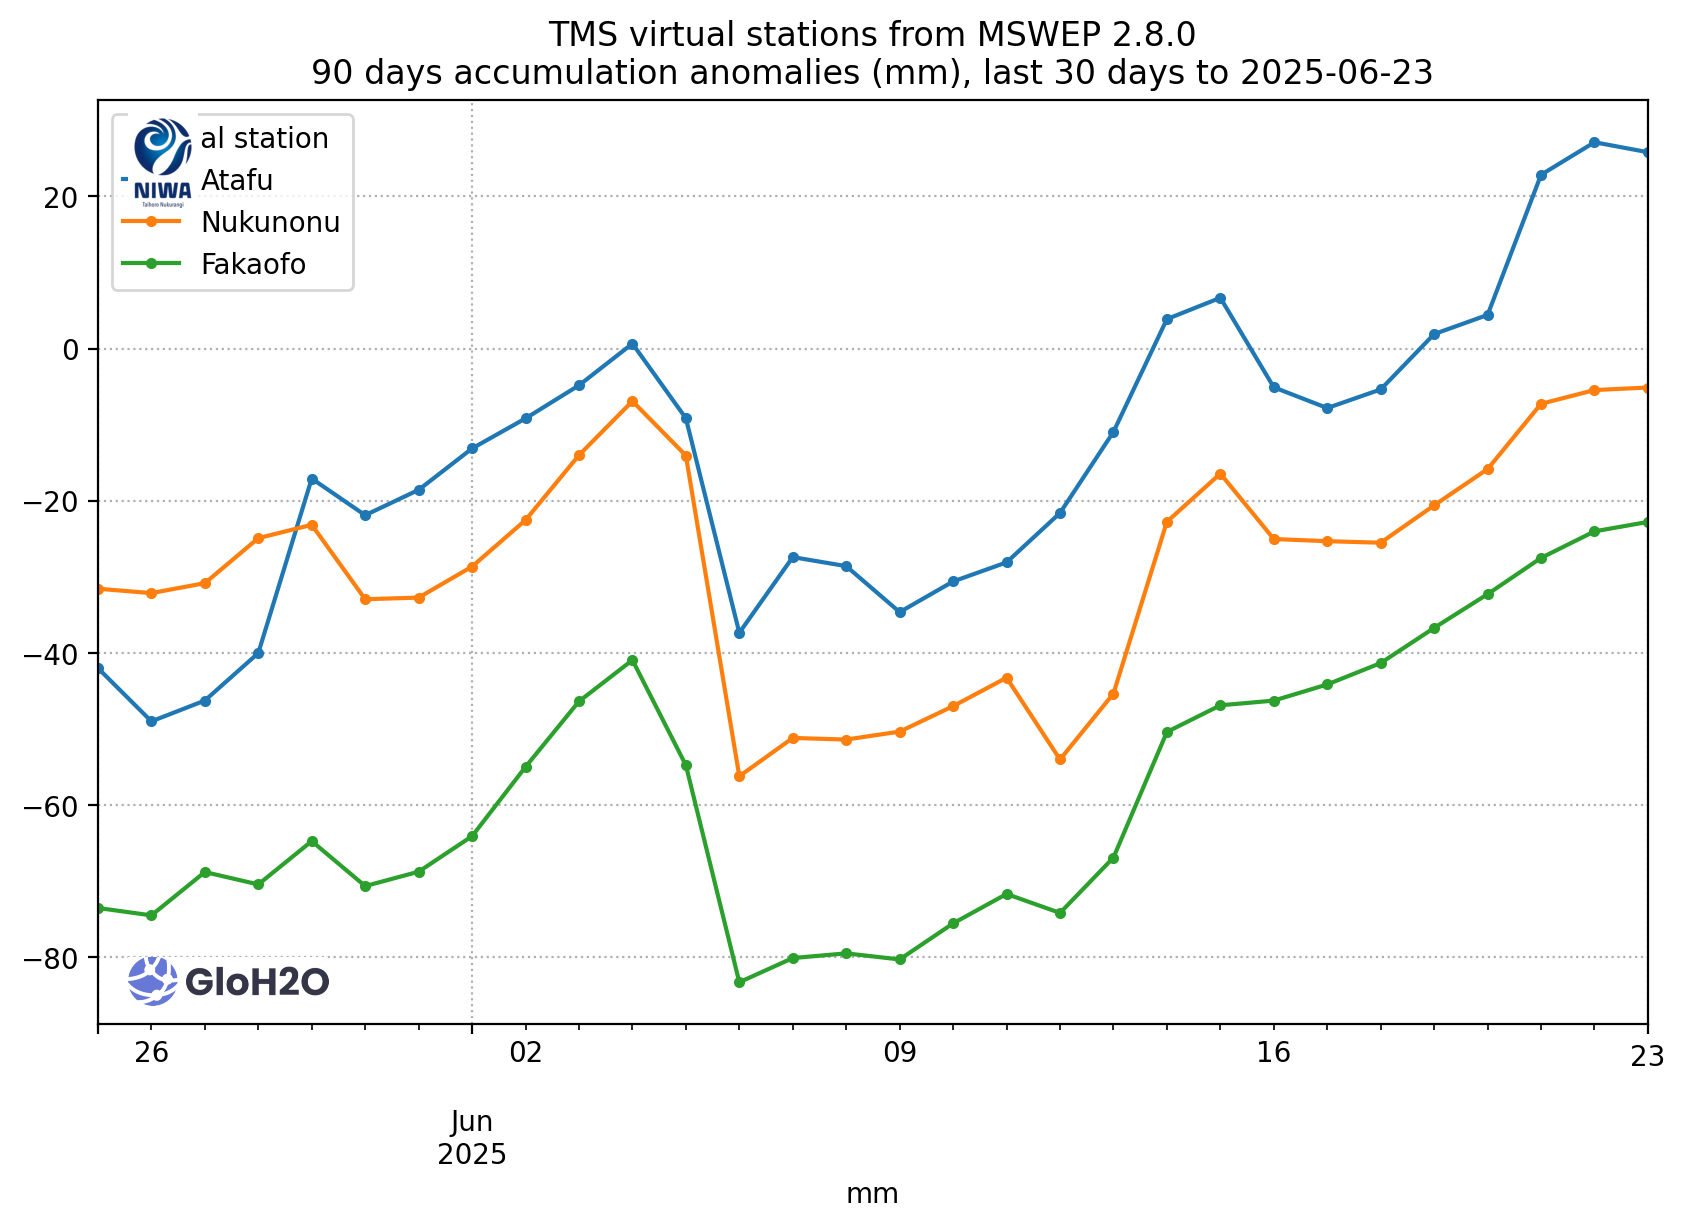 TMS virtual stations from MSWEP 2.8.0
90 days accumulation anomalies (mm), last 30 days to 2025-06-23
al station
Atafu
Nukunonu
Fakaofo
NIWA
Taihoro Nukurangi
20
0
−20
−40
−60
−80
GloH2O
26
02
09
16
23
Jun
2025
mm